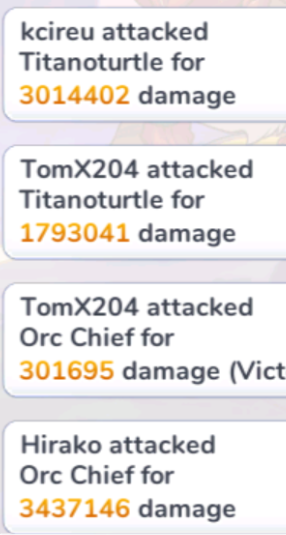 kcireu attacked
Titanoturtle for
3014402 damage
TomX204 attacked
Titanoturtle for
1793041 damage
TomX204 attacked
Orc Chief for
301695 damage (Vict
Hirako attacked
Orc Chief for
3437146 damage